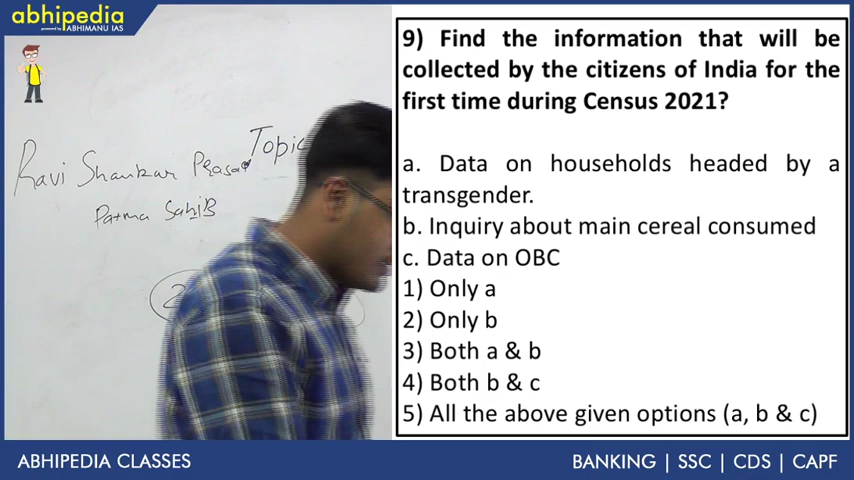 abhipedia
powered by ABHIMANU IAS
Ravi Shankar Prasad
Patna Sahib
Topic
2
9) Find the information that will be
collected by the citizens of India for the
first time during Census 2021?
a. Data on households headed by a
transgender.
b. Inquiry about main cereal consumed
c. Data on OBC
1) Only a
2) Only b
3) Both a & b
4) Both b & c
5) All the above given options (a, b & c)
ABHIPEDIA CLASSES
BANKING | SSC | CDS | CAPF